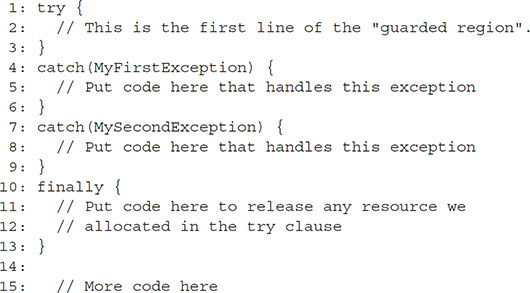 1: try {
2:   // This is the first line of the "guarded region".
3: }
4: catch(MyFirstException) {
5:   // Put code here that handles this exception
6: }
7: catch(MySecondException) {
8:   // Put code here that handles this exception
9: }
10: finally {
11:   // Put code here to release any resource we
12:   // allocated in the try clause
13: }
14:
15:   // More code here